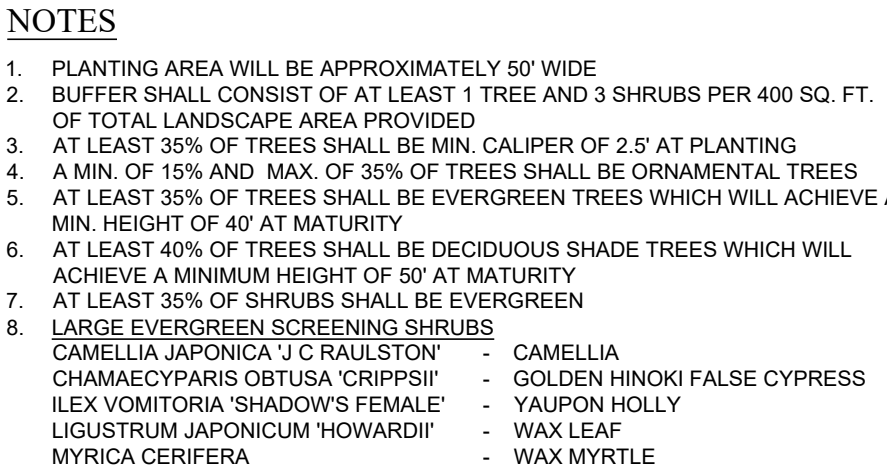 NOTES
1. PLANTING AREA WILL BE APPROXIMATELY 50' WIDE
2. BUFFER SHALL CONSIST OF AT LEAST 1 TREE AND 3 SHRUBS PER 400 SQ. FT.
OF TOTAL LANDSCAPE AREA PROVIDED
3. AT LEAST 35% OF TREES SHALL BE MIN. CALIPER OF 2.5' AT PLANTING
4. A MIN. OF 15% AND MAX. OF 35% OF TREES SHALL BE ORNAMENTAL TREES
5. AT LEAST 35% OF TREES SHALL BE EVERGREEN TREES WHICH WILL ACHIEVE A
MIN. HEIGHT OF 40' AT MATURITY
6. AT LEAST 40% OF TREES SHALL BE DECIDUOUS SHADE TREES WHICH WILL
ACHIEVE A MINIMUM HEIGHT OF 50' AT MATURITY
7. AT LEAST 35% OF SHRUBS SHALL BE EVERGREEN
8. LARGE EVERGREEN SCREENING SHRUBS
CAMELLIA JAPONICA 'J C RAULSTON' - CAMELLIA
CHAMAECYPARIS OBTUSA 'CRIPPSII' - GOLDEN HINOKI FALSE CYPRESS
ILEX VOMITORIA 'SHADOW'S FEMALE' - YAUPON HOLLY
LIGUSTRUM JAPONICUM 'HOWARDII' - WAX LEAF
MYRICA CERIFERA - WAX MYRTLE